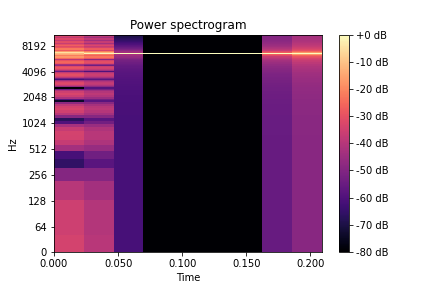 Power spectrogram
8192
4096
2048
1024
512
256
128
64
0
Hz
0.000 0.050 0.100 0.150 0.200
Time
+0 dB
-10 dB
-20 dB
-30 dB
-40 dB
-50 dB
-60 dB
-70 dB
-80 dB